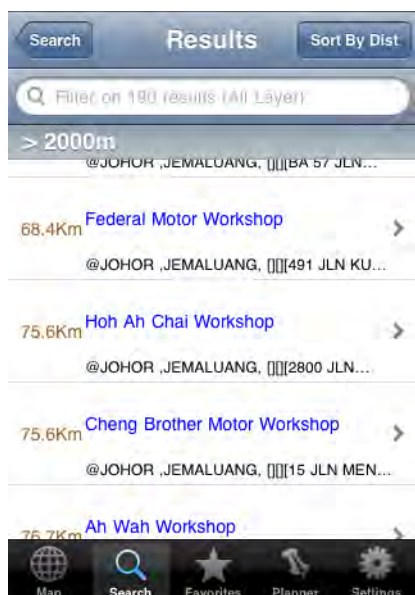 Search
Results
Sort By Dist
Filter on 190 results (All Layer)
> 2000m
@JOHOR ,JEMALUANG, [][][BA 57 JLN...
68.4Km
Federal Motor Workshop
@JOHOR ,JEMALUANG, [][][491 JLN KU...
75.6Km
Hoh Ah Chai Workshop
@JOHOR ,JEMALUANG, [][][2800 JLN...
75.6Km
Cheng Brother Motor Workshop
@JOHOR ,JEMALUANG, [][][15 JLN MEN...
76.7Km
Ah Wah Workshop
Map
Search
Favorites
Planner
Settings